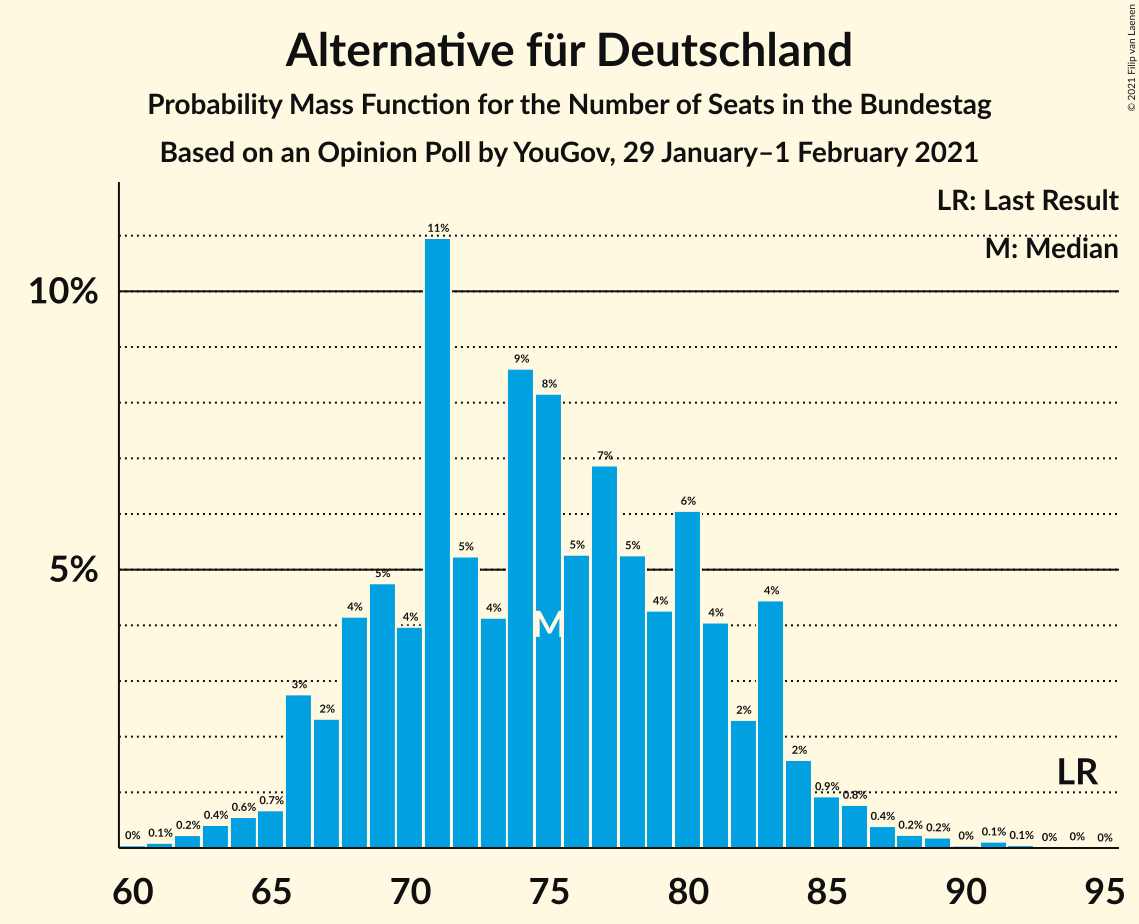 © 2021 Filip van Laenen
Alternative für Deutschland
Probability Mass Function for the Number of Seats in the Bundestag
Based on an Opinion Poll by YouGov, 29 January–1 February 2021
LR: Last Result
M: Median
10%
5%
0% 0.1% 0.2% 0.4% 0.6% 0.7% 3% 2% 4% 5% 4% 11% 5% 4% 9% 8% 5% 7% 5% 4% 6% 4% 2% 4% 2% 0.9% 0.8% 0.4% 0.2% 0.2% 0% 0.1% 0.1% 0% 0% 0%
M
LR
60 65 70 75 80 85 90 95